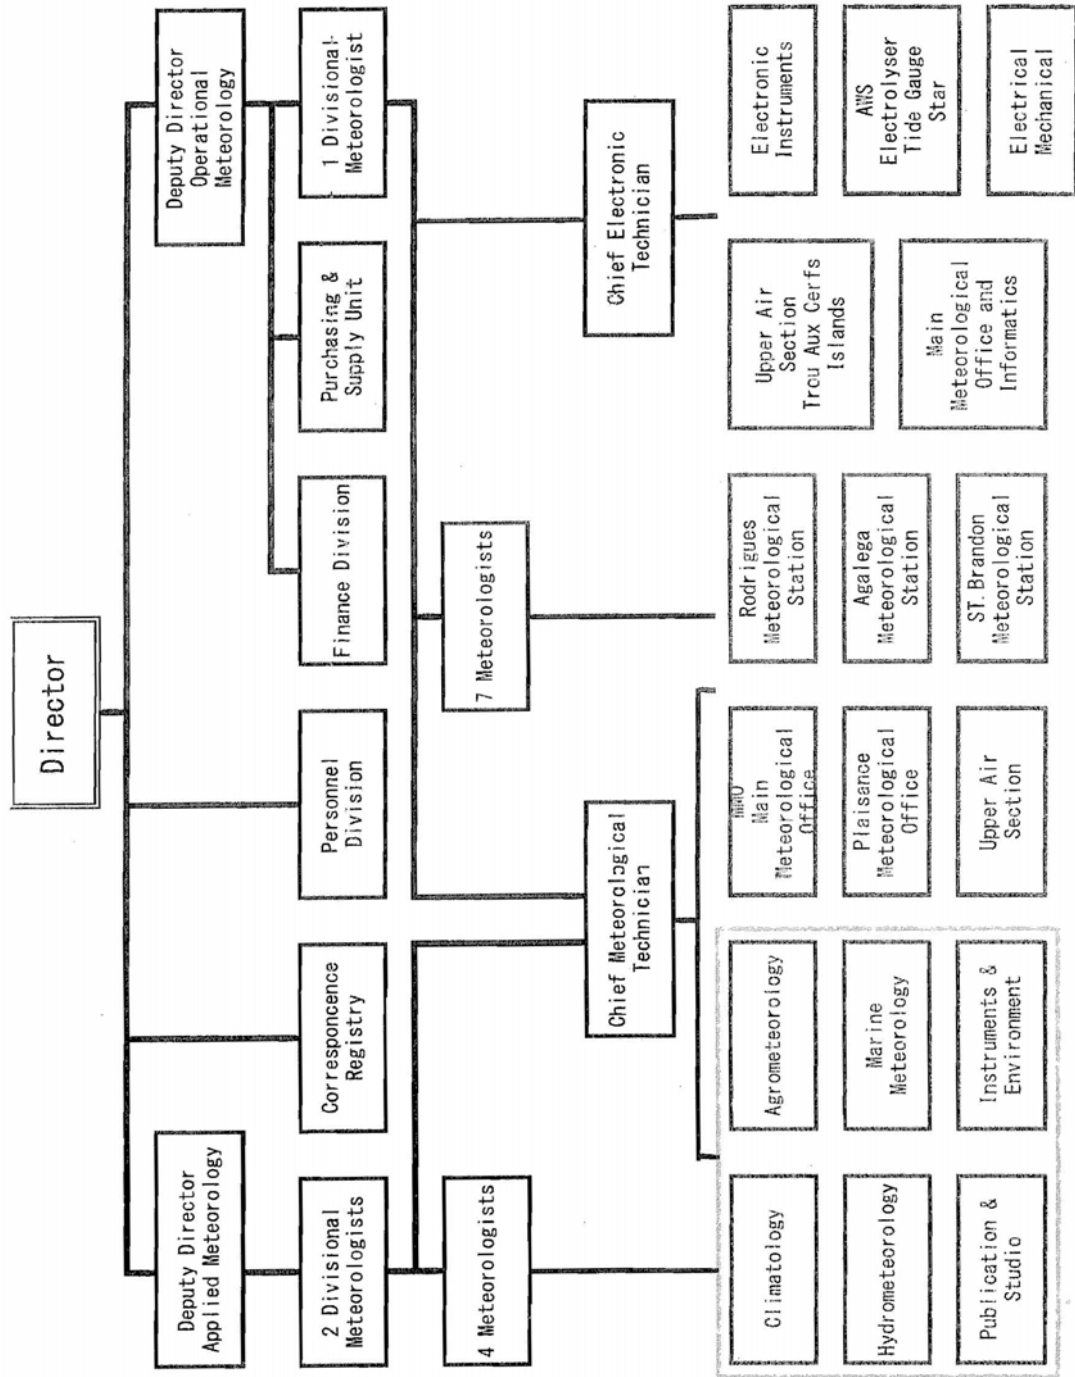 Director
Deputy Director
Applied Meteorology
Deputy Director
Operational
Meteorology
2 Divisional
Meteorologists
Corresponcence
Registry
Personnel
Division
Finance Division
Purchasing &
Supply Unit
1 Divisional-
Meteorologist
4 Meteorologists
7 Meteorologists
Chief Meteorological
Technician
Chief Electronic
Technician
Climatology
Agrometeorology
MMO
Main
Meteorological
Office
Rodrigues
Meteorological
Station
Upper Air
Section
Trou Aux Cerfs
Islands
Electronic
Instruments
Hydrometeorology
Marine
Meteorology
Plaisance
Meteorological
Office
Agalega
Meteorological
Station
Main
Meteorological
Office and
Informatics
AWS
Electrolyser
Tide Gauge
Star
Publication &
Studio
Instruments &
Environment
Upper Air
Section
ST. Brandon
Meteorological
Station
Electrical
Mechanical